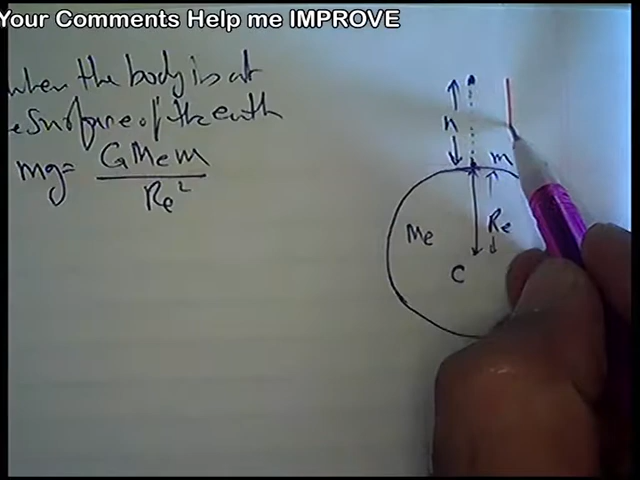 Your Comments Help me IMPROVE
when the body is at
e Surface of the earth
mg = GMem
Re²
h
m
Me
Re
C